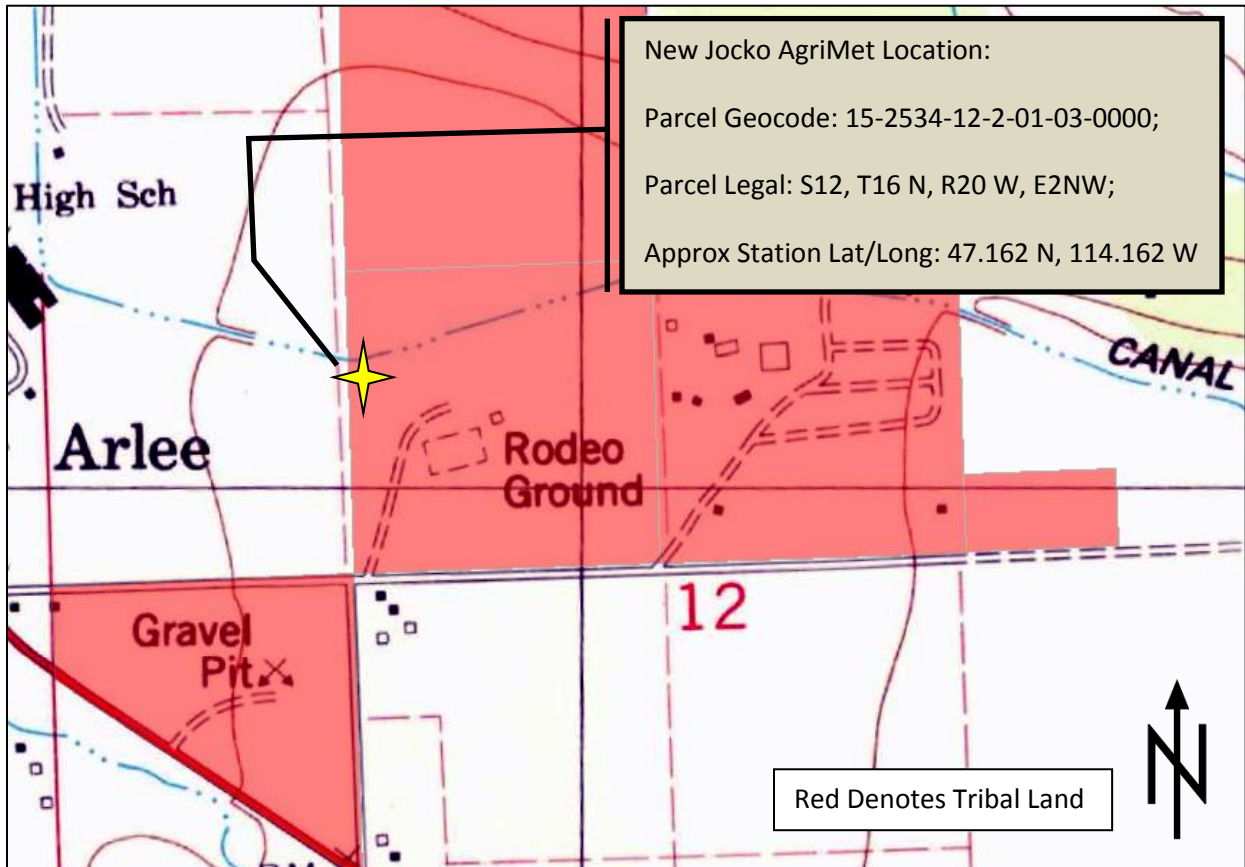 New Jocko AgriMet Location:
Parcel Geocode: 15-2534-12-2-01-03-0000;
Parcel Legal: S12, T16 N, R20 W, E2NW;
Approx Station Lat/Long: 47.162 N, 114.162 W
High Sch
CANAL
Arlee
Rodeo
Ground
12
Gravel
Pit
Red Denotes Tribal Land
N